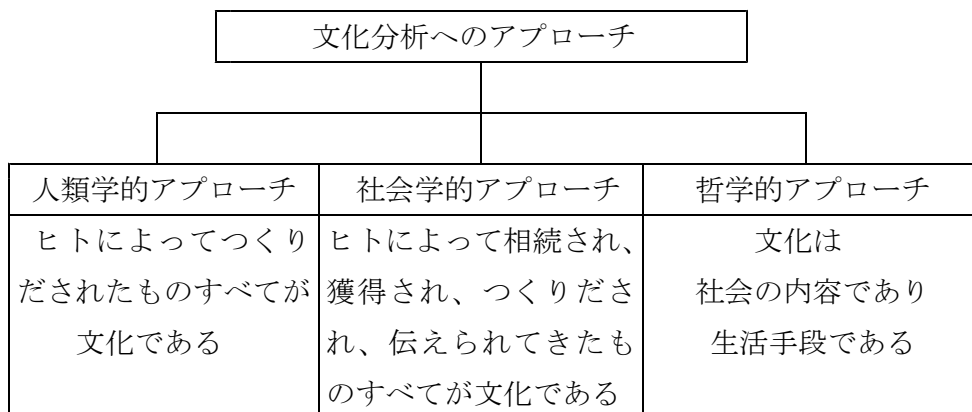 文化分析へのアプローチ
人類学的アプローチ
ヒトによってつくり
だされたものすべてが
文化である
社会学的アプローチ
ヒトによって相続され、
獲得され、つくりださ
れ、伝えられてきたも
のすべてが文化である
哲学的アプローチ
文化は
社会の内容であり
生活手段である